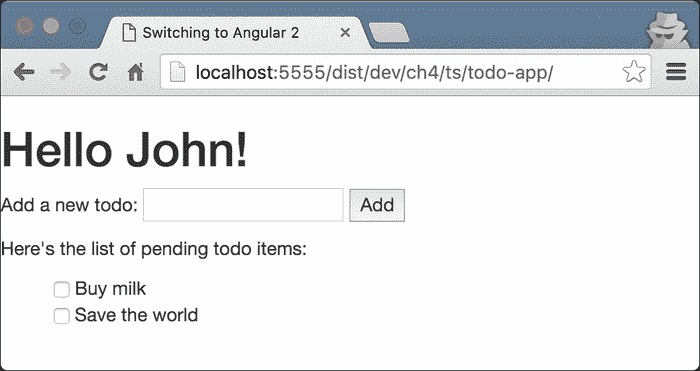 Switching to Angular 2
localhost:5555/dist/dev/ch4/ts/todo-app/
Hello John!
Add a new todo: Add
Here's the list of pending todo items:
Buy milk
Save the world